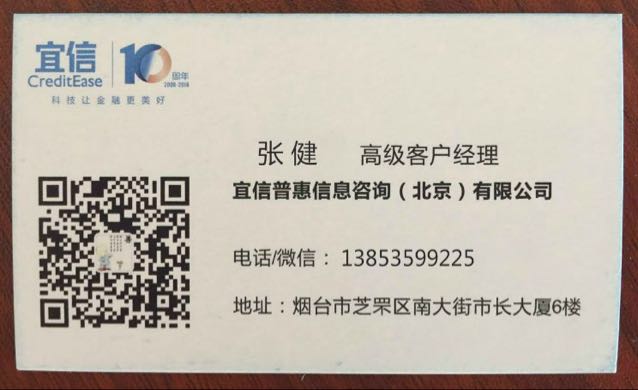 宜信
CreditEase
10
周年
2006-2016
科技让金融更美好
张健 高级客户经理
宜信普惠信息咨询（北京）有限公司
电话/微信：13853599225
地址：烟台市芝罘区南大街市长大厦6楼